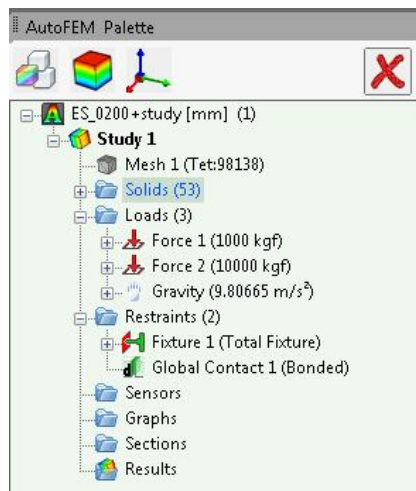 AutoFEM Palette
ES_0200+study [mm] (1)
Study 1
Mesh 1 (Tet:98138)
Solids (53)
Loads (3)
Force 1 (1000 kgf)
Force 2 (10000 kgf)
Gravity (9.80665 m/s²)
Restraints (2)
Fixture 1 (Total Fixture)
Global Contact 1 (Bonded)
Sensors
Graphs
Sections
Results